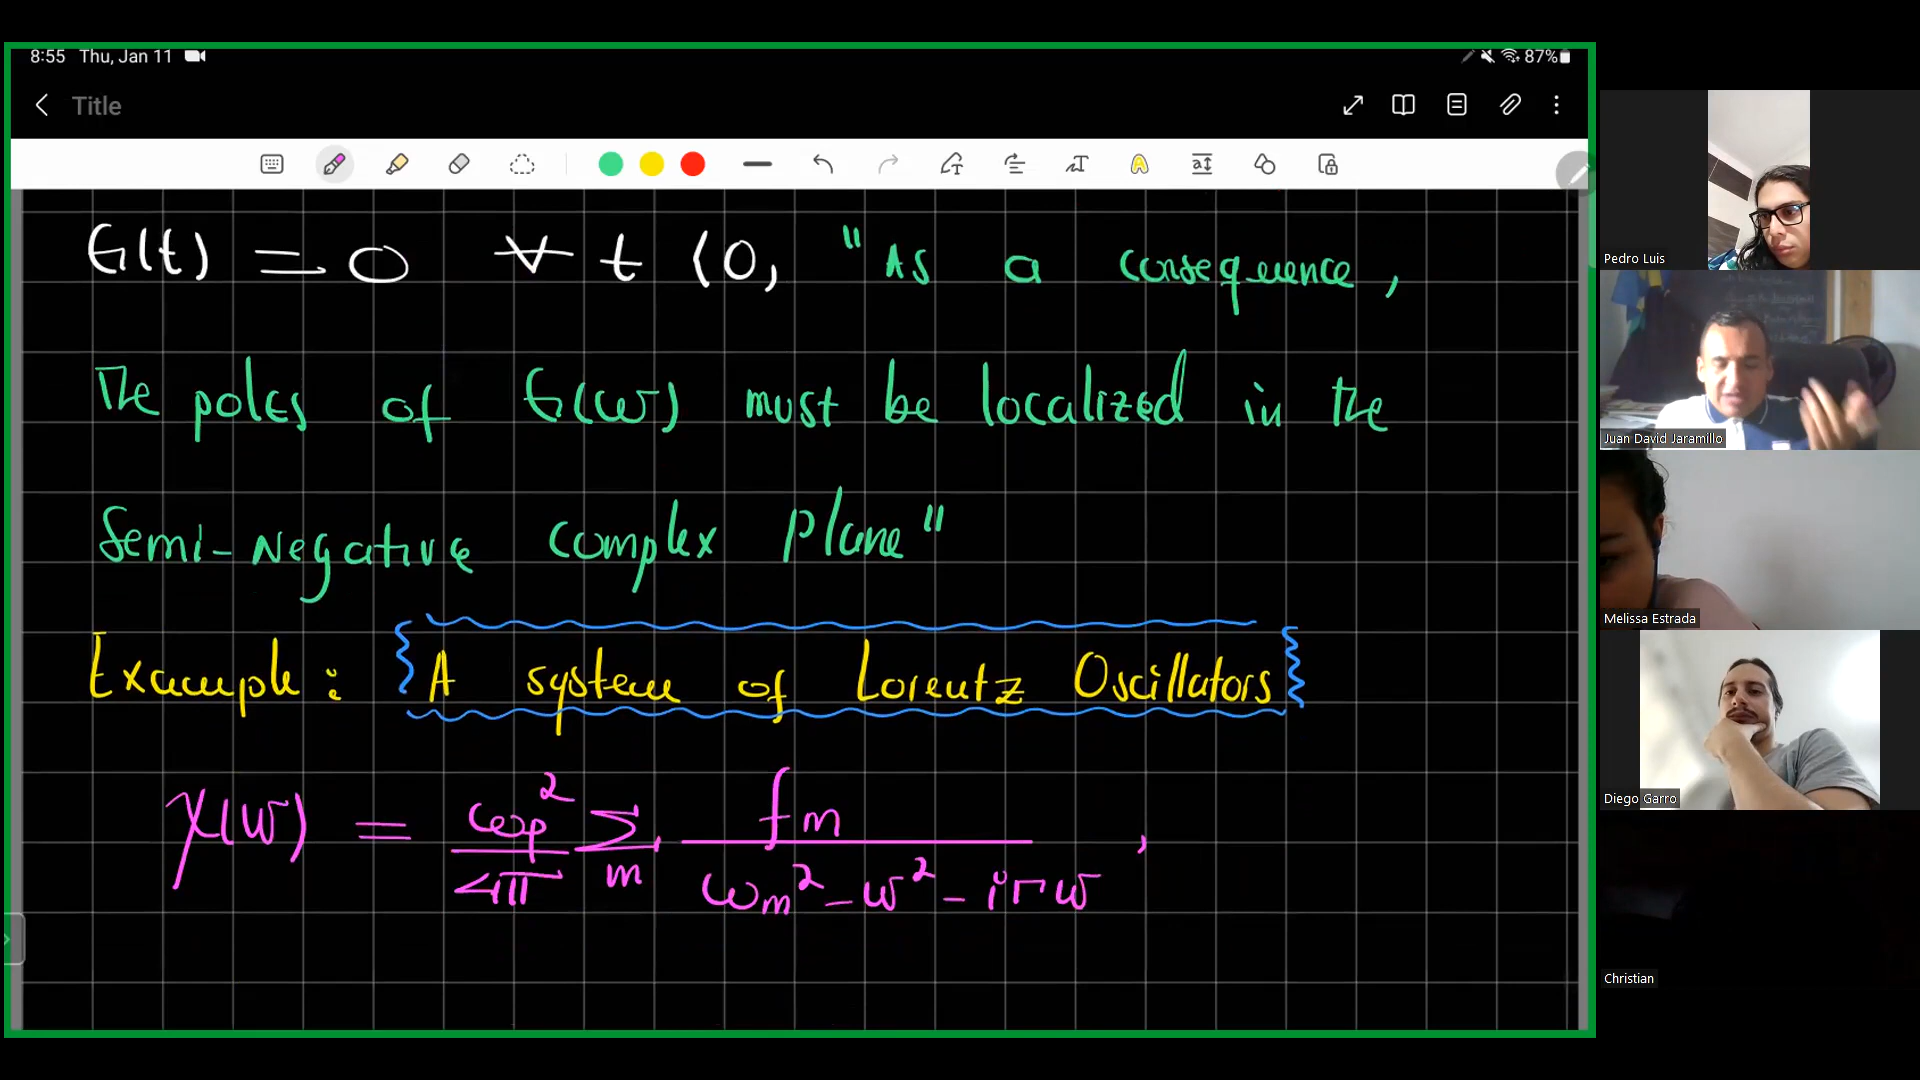 8:55 Thu, Jan 11 87%
Title
G(t) = 0 ∀ t < 0, "As a consequence,
The poles of G(ω) must be localized in the
Semi-Negative complex plane"
Example: { A system of Lorentz Oscillators }
χ(ω) = ωp²/4π Σm fm/(ωm² - ω² - iΓω) ,
Pedro Luis
Juan David Jaramillo
Melissa Estrada
Diego Garro
Christian